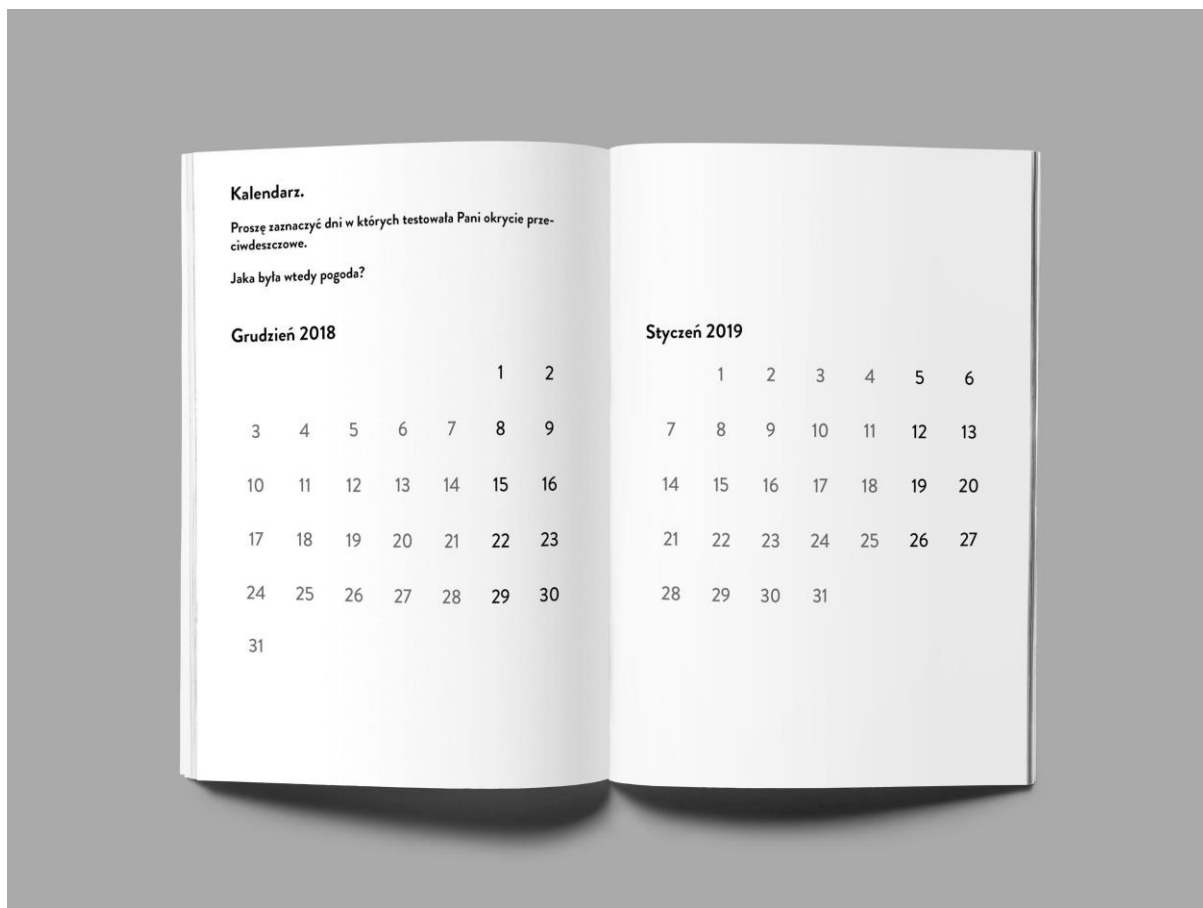 Kalendarz.
Proszę zaznaczyć dni w których testowała Pani okrycie prze-
ciwdeszczowe.
Jaka była wtedy pogoda?
Grudzień 2018
1 2
3 4 5 6 7 8 9
10 11 12 13 14 15 16
17 18 19 20 21 22 23
24 25 26 27 28 29 30
31
Styczeń 2019
1 2 3 4 5 6
7 8 9 10 11 12 13
14 15 16 17 18 19 20
21 22 23 24 25 26 27
28 29 30 31